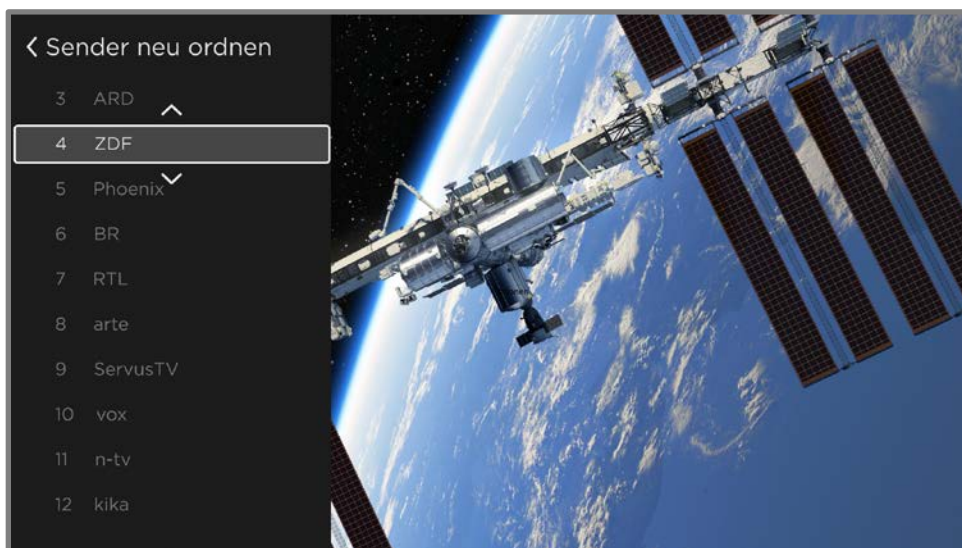 Sender neu ordnen
3 ARD
4 ZDF
5 Phoenix
6 BR
7 RTL
8 arte
9 ServusTV
10 vox
11 n-tv
12 kika